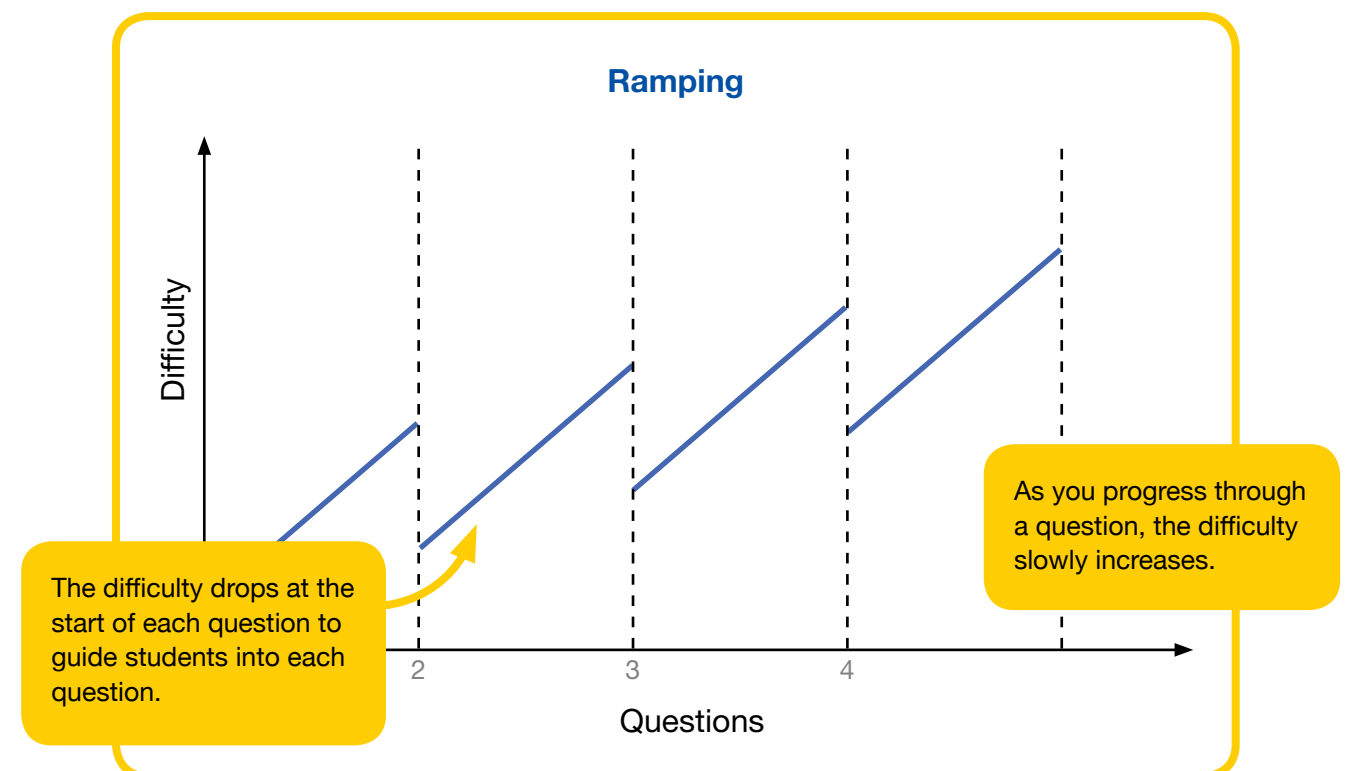 Ramping
Difficulty
The difficulty drops at the
start of each question to
guide students into each
question.
As you progress through
a question, the difficulty
slowly increases.
2
3
4
Questions